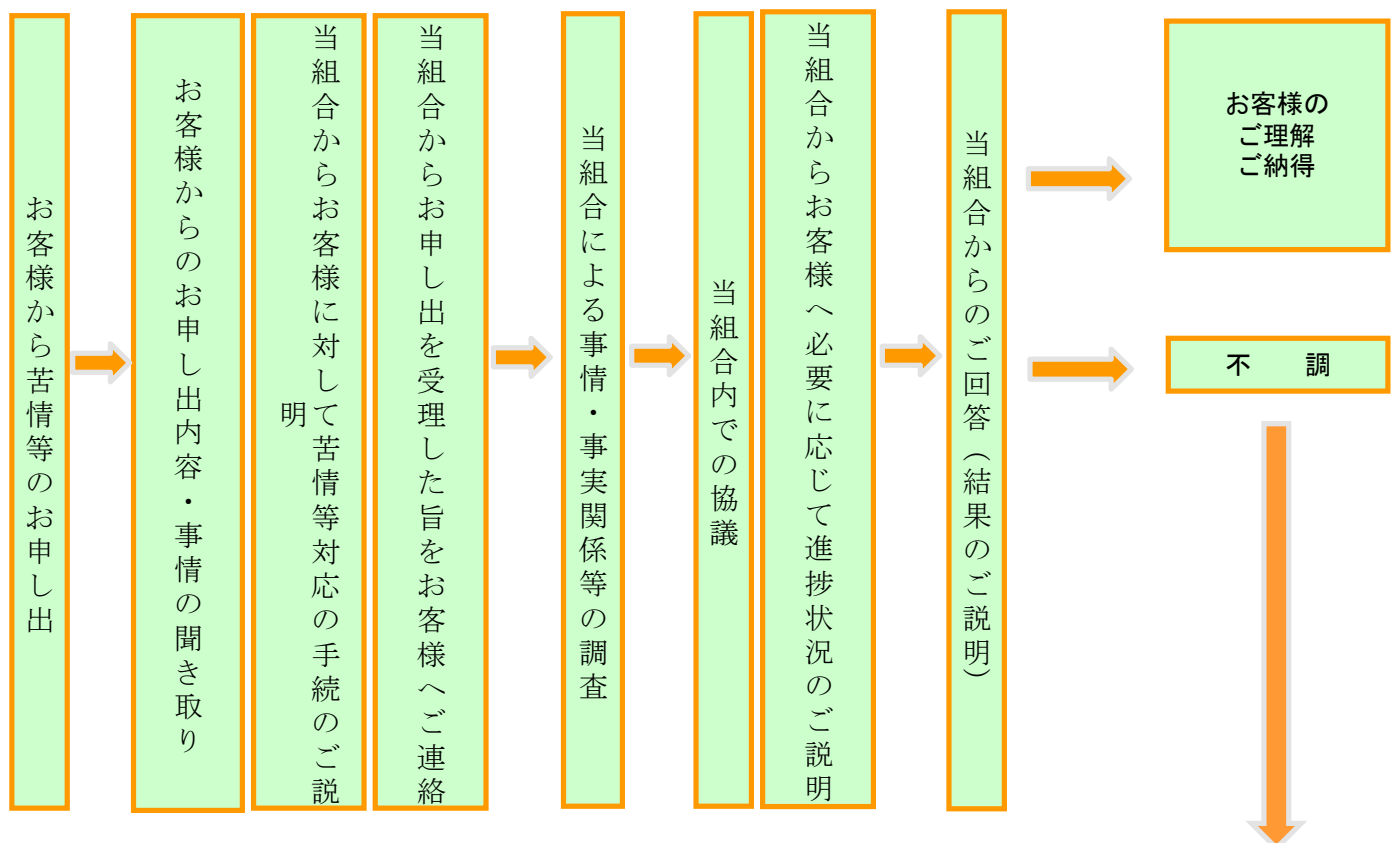 お客様から苦情等のお申し出
お客様からのお申し出内容・事情の聞き取り
当組合からお客様に対して苦情等対応の手続のご説
明
当組合からお申し出を受理した旨をお客様へご連絡
当組合による事情・事実関係等の調査
当組合内での協議
当組合からお客様へ必要に応じて進捗状況のご説明
当組合からのご回答（結果のご説明）
お客様の
ご理解
ご納得
不　調